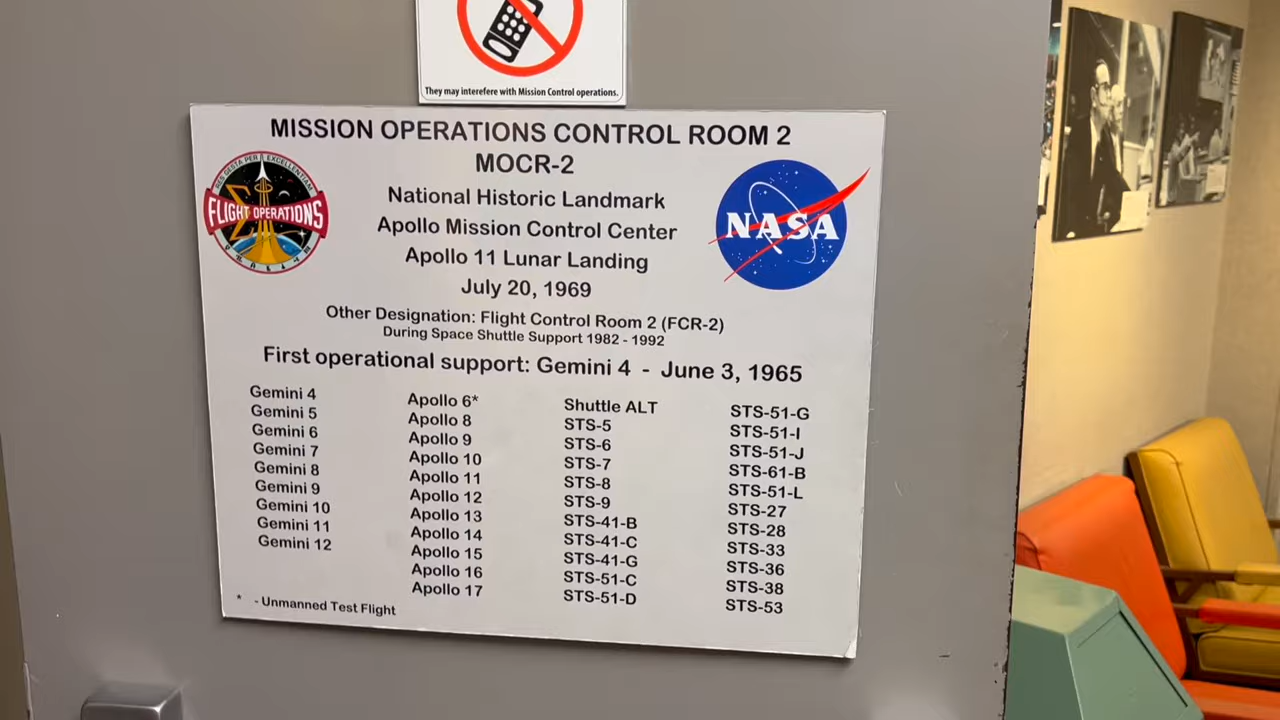 They may interefere with Mission Control operations.
MISSION OPERATIONS CONTROL ROOM 2
MOCR-2
National Historic Landmark
Apollo Mission Control Center
Apollo 11 Lunar Landing
July 20, 1969
RES GESTA PER EXCELLENTIAM
FLIGHT OPERATIONS
NASA
Other Designation: Flight Control Room 2 (FCR-2)
During Space Shuttle Support 1982 - 1992
First operational support: Gemini 4 - June 3, 1965
Gemini 4
Gemini 5
Gemini 6
Gemini 7
Gemini 8
Gemini 9
Gemini 10
Gemini 11
Gemini 12
Apollo 6*
Apollo 8
Apollo 9
Apollo 10
Apollo 11
Apollo 12
Apollo 13
Apollo 14
Apollo 15
Apollo 16
Apollo 17
Shuttle ALT
STS-5
STS-6
STS-7
STS-8
STS-9
STS-41-B
STS-41-C
STS-41-G
STS-51-C
STS-51-D
STS-51-G
STS-51-I
STS-51-J
STS-61-B
STS-51-L
STS-27
STS-28
STS-33
STS-36
STS-38
STS-53
* - Unmanned Test Flight